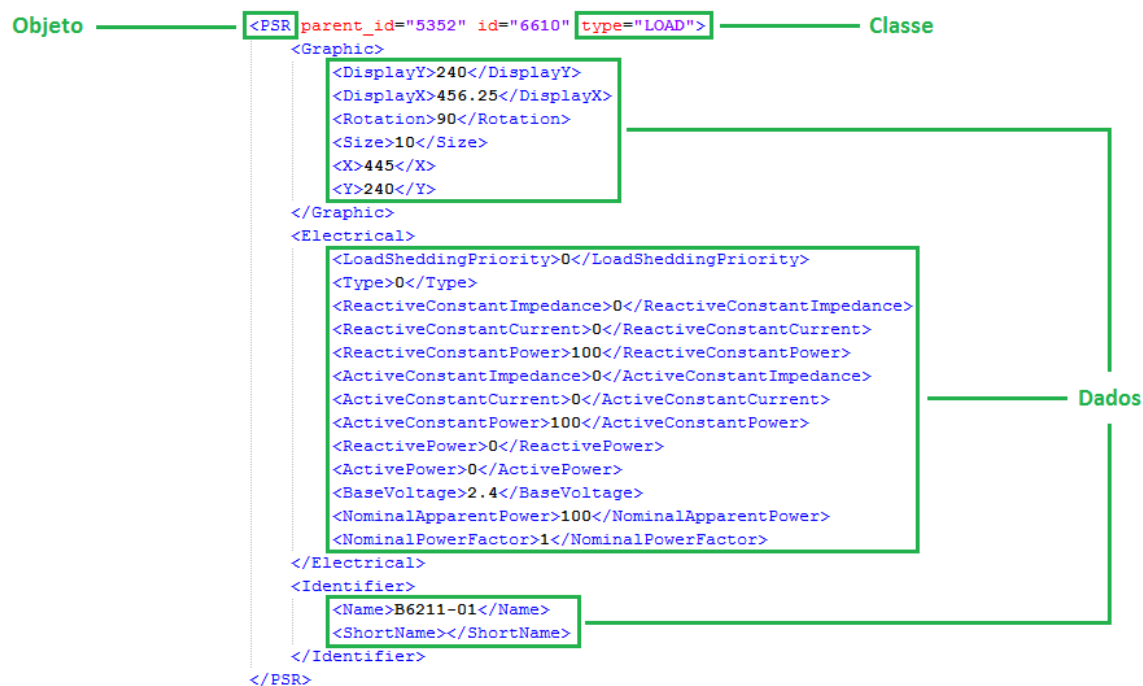 Objeto <PSR parent_id="5352" id="6610" type="LOAD"> Classe
<Graphic>
<DisplayY>240</DisplayY>
<DisplayX>456.25</DisplayX>
<Rotation>90</Rotation>
<Size>10</Size>
<X>445</X>
<Y>240</Y>
</Graphic>
<Electrical>
<LoadSheddingPriority>0</LoadSheddingPriority>
<Type>0</Type>
<ReactiveConstantImpedance>0</ReactiveConstantImpedance>
<ReactiveConstantCurrent>0</ReactiveConstantCurrent>
<ReactiveConstantPower>100</ReactiveConstantPower>
<ActiveConstantImpedance>0</ActiveConstantImpedance>
<ActiveConstantCurrent>0</ActiveConstantCurrent>
<ActiveConstantPower>100</ActiveConstantPower>
<ReactivePower>0</ReactivePower>
<ActivePower>0</ActivePower>
<BaseVoltage>2.4</BaseVoltage>
<NominalApparentPower>100</NominalApparentPower>
<NominalPowerFactor>1</NominalPowerFactor>
</Electrical>
<Identifier>
<Name>B6211-01</Name>
<ShortName></ShortName>
</Identifier>
</PSR>
Dados